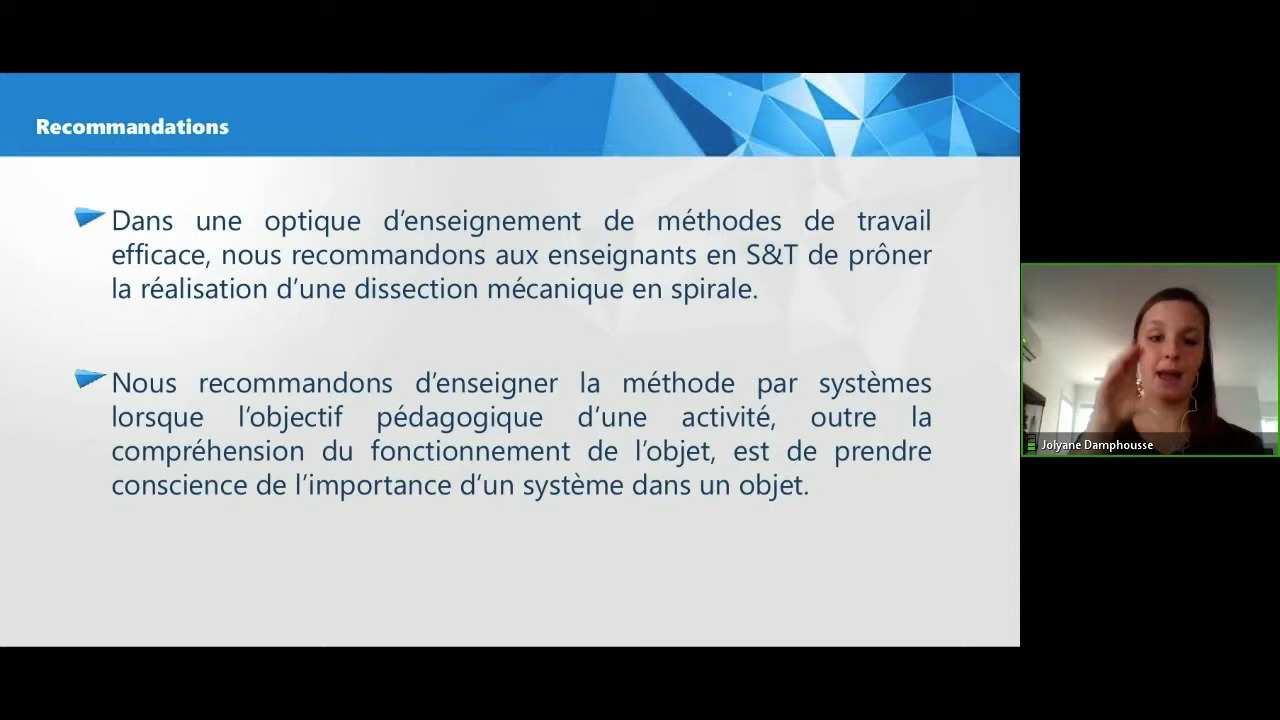 Recommandations
Dans une optique d’enseignement de méthodes de travail
efficace, nous recommandons aux enseignants en S&T de prôner
la réalisation d’une dissection mécanique en spirale.
Nous recommandons d’enseigner la méthode par systèmes
lorsque l’objectif pédagogique d’une activité, outre la
compréhension du fonctionnement de l’objet, est de prendre
conscience de l’importance d’un système dans un objet.
Jolyane Damphousse